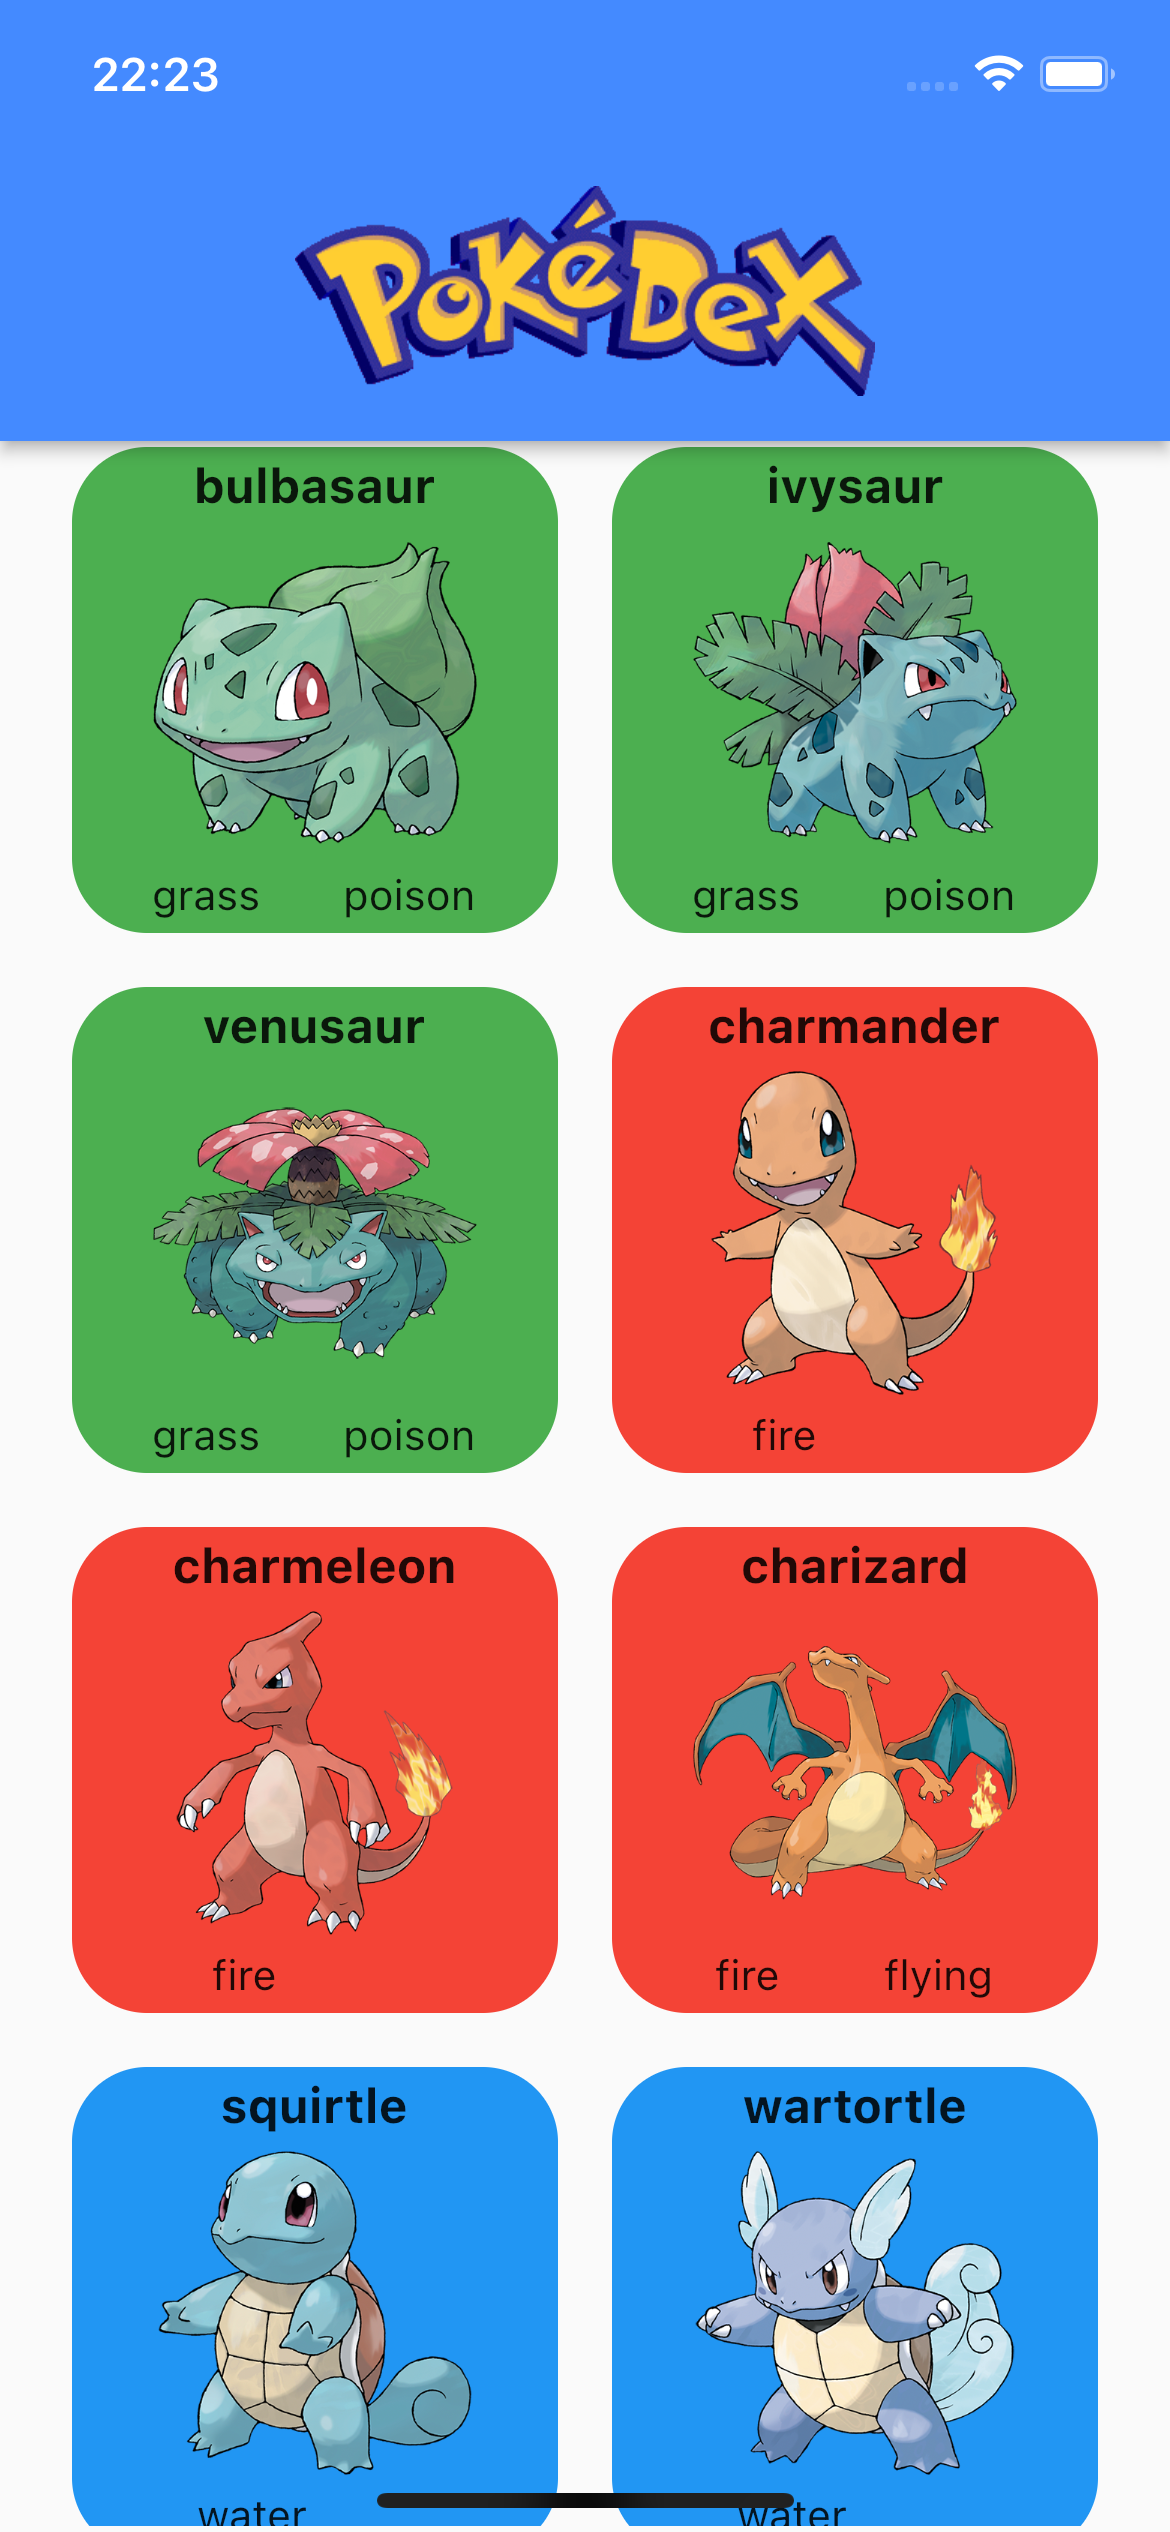 22:23
PokéDex
bulbasaur
ivysaur
grass poison
grass poison
venusaur
charmander
grass poison
fire
charmeleon
charizard
fire
fire flying
squirtle
wartortle
water
water